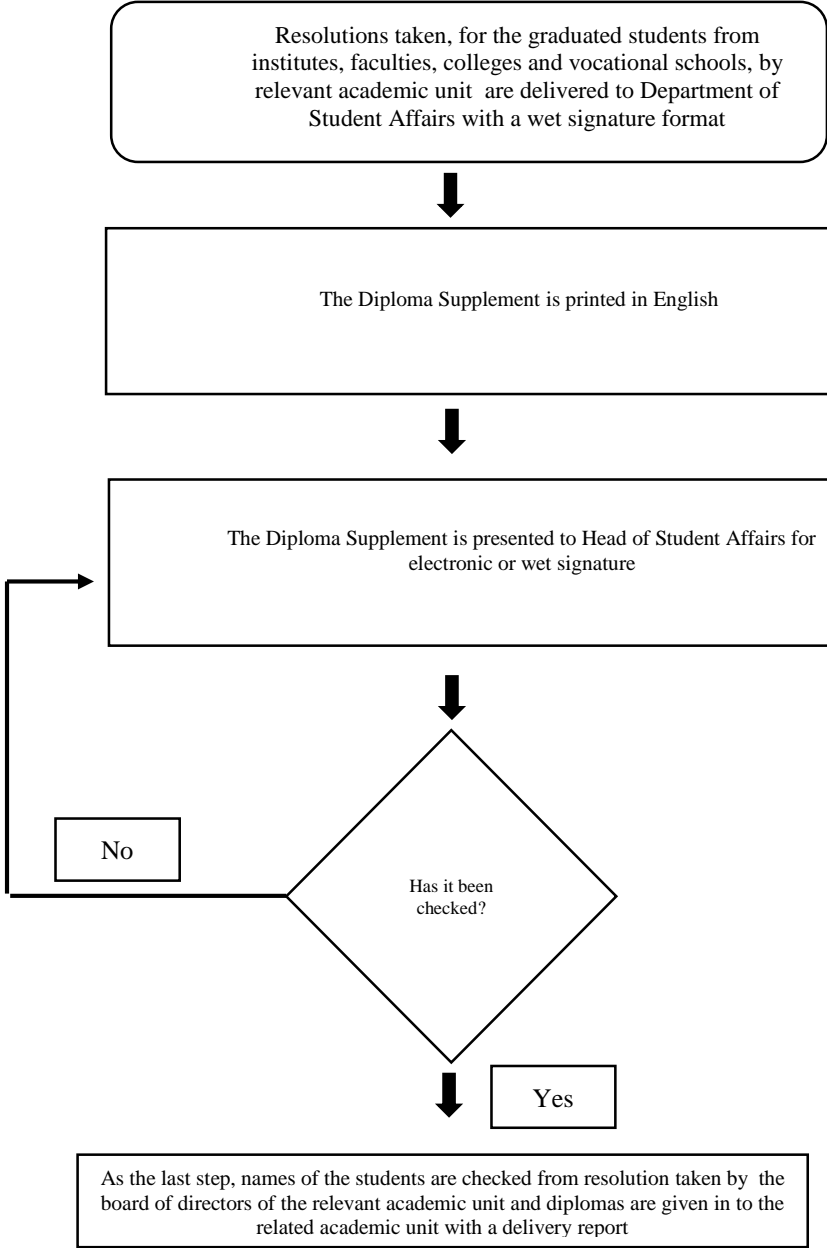 Resolutions taken, for the graduated students from
institutes, faculties, colleges and vocational schools, by
relevant academic unit are delivered to Department of
Student Affairs with a wet signature format
The Diploma Supplement is printed in English
The Diploma Supplement is presented to Head of Student Affairs for
electronic or wet signature
No
Has it been
checked?
Yes
As the last step, names of the students are checked from resolution taken by the
board of directors of the relevant academic unit and diplomas are given in to the
related academic unit with a delivery report